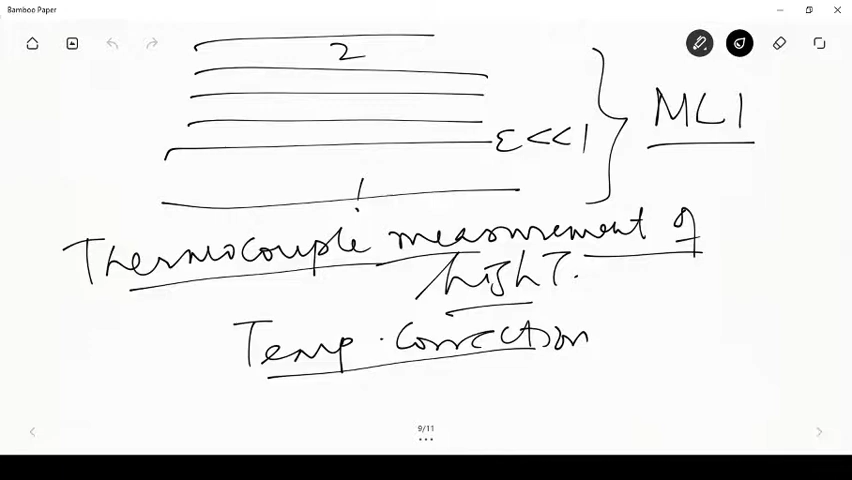 Bamboo Paper
2
ε<<1
MLI
1
Thermocouple measurement of
high T.
Temp. Correction
9/11